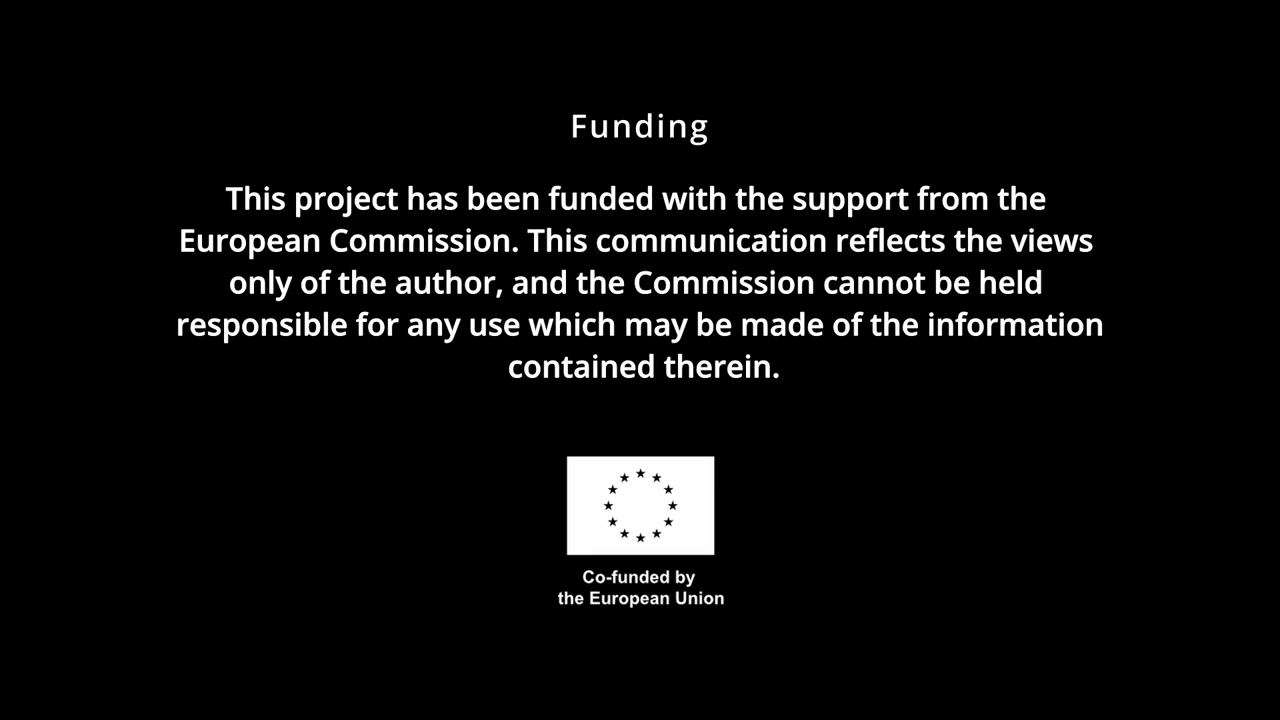 Funding
This project has been funded with the support from the
European Commission. This communication reflects the views
only of the author, and the Commission cannot be held
responsible for any use which may be made of the information
contained therein.
Co-funded by
the European Union